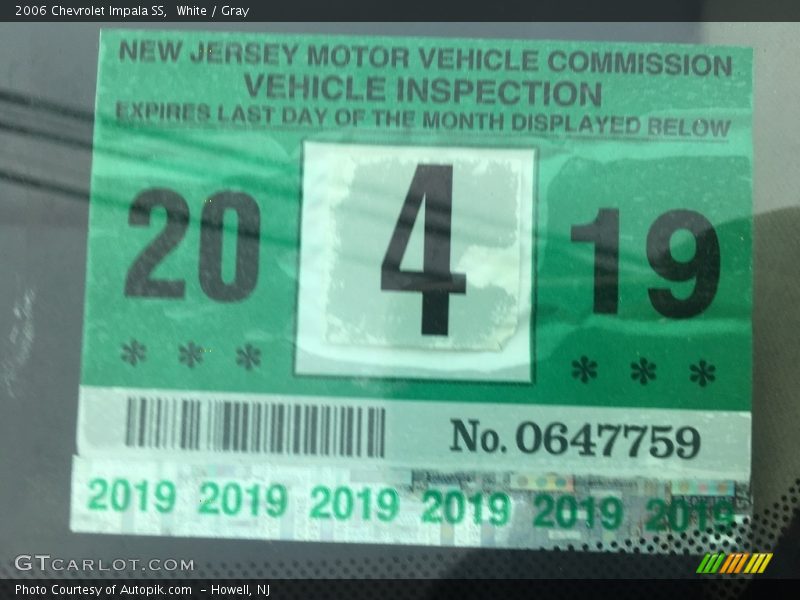 2006 Chevrolet Impala SS, White / Gray
NEW JERSEY MOTOR VEHICLE COMMISSION
VEHICLE INSPECTION
EXPIRES LAST DAY OF THE MONTH DISPLAYED BELOW
20 4 19
* * * * * *
No. 0647759
2019 2019 2019 2019 2019 2019
GTCARLOT.COM
Photo Courtesy of Autopik.com - Howell, NJ